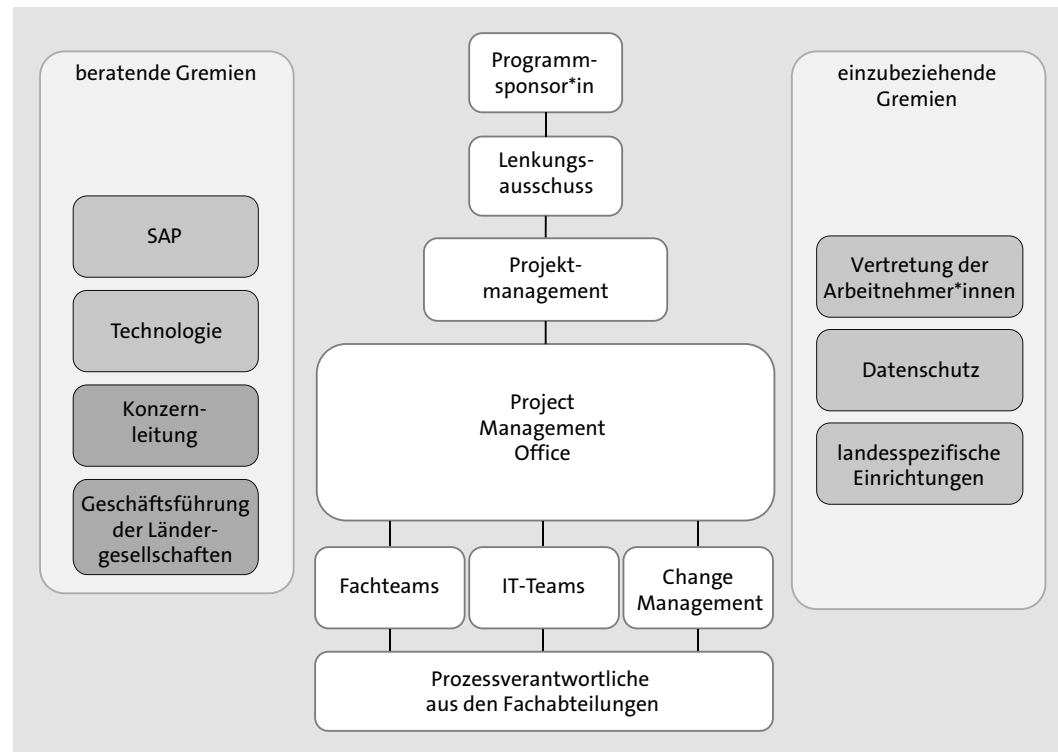 beratende Gremien
SAP
Technologie
Konzern-
leitung
Geschäftsführung
der Länder-
gesellschaften
Programm-
sponsor*in
Lenkungs-
ausschuss
Projekt-
management
Project
Management
Office
Fachteams
IT-Teams
Change
Management
Prozessverantwortliche
aus den Fachabteilungen
einzubeziehende
Gremien
Vertretung der
Arbeitnehmer*innen
Datenschutz
landesspezifische
Einrichtungen